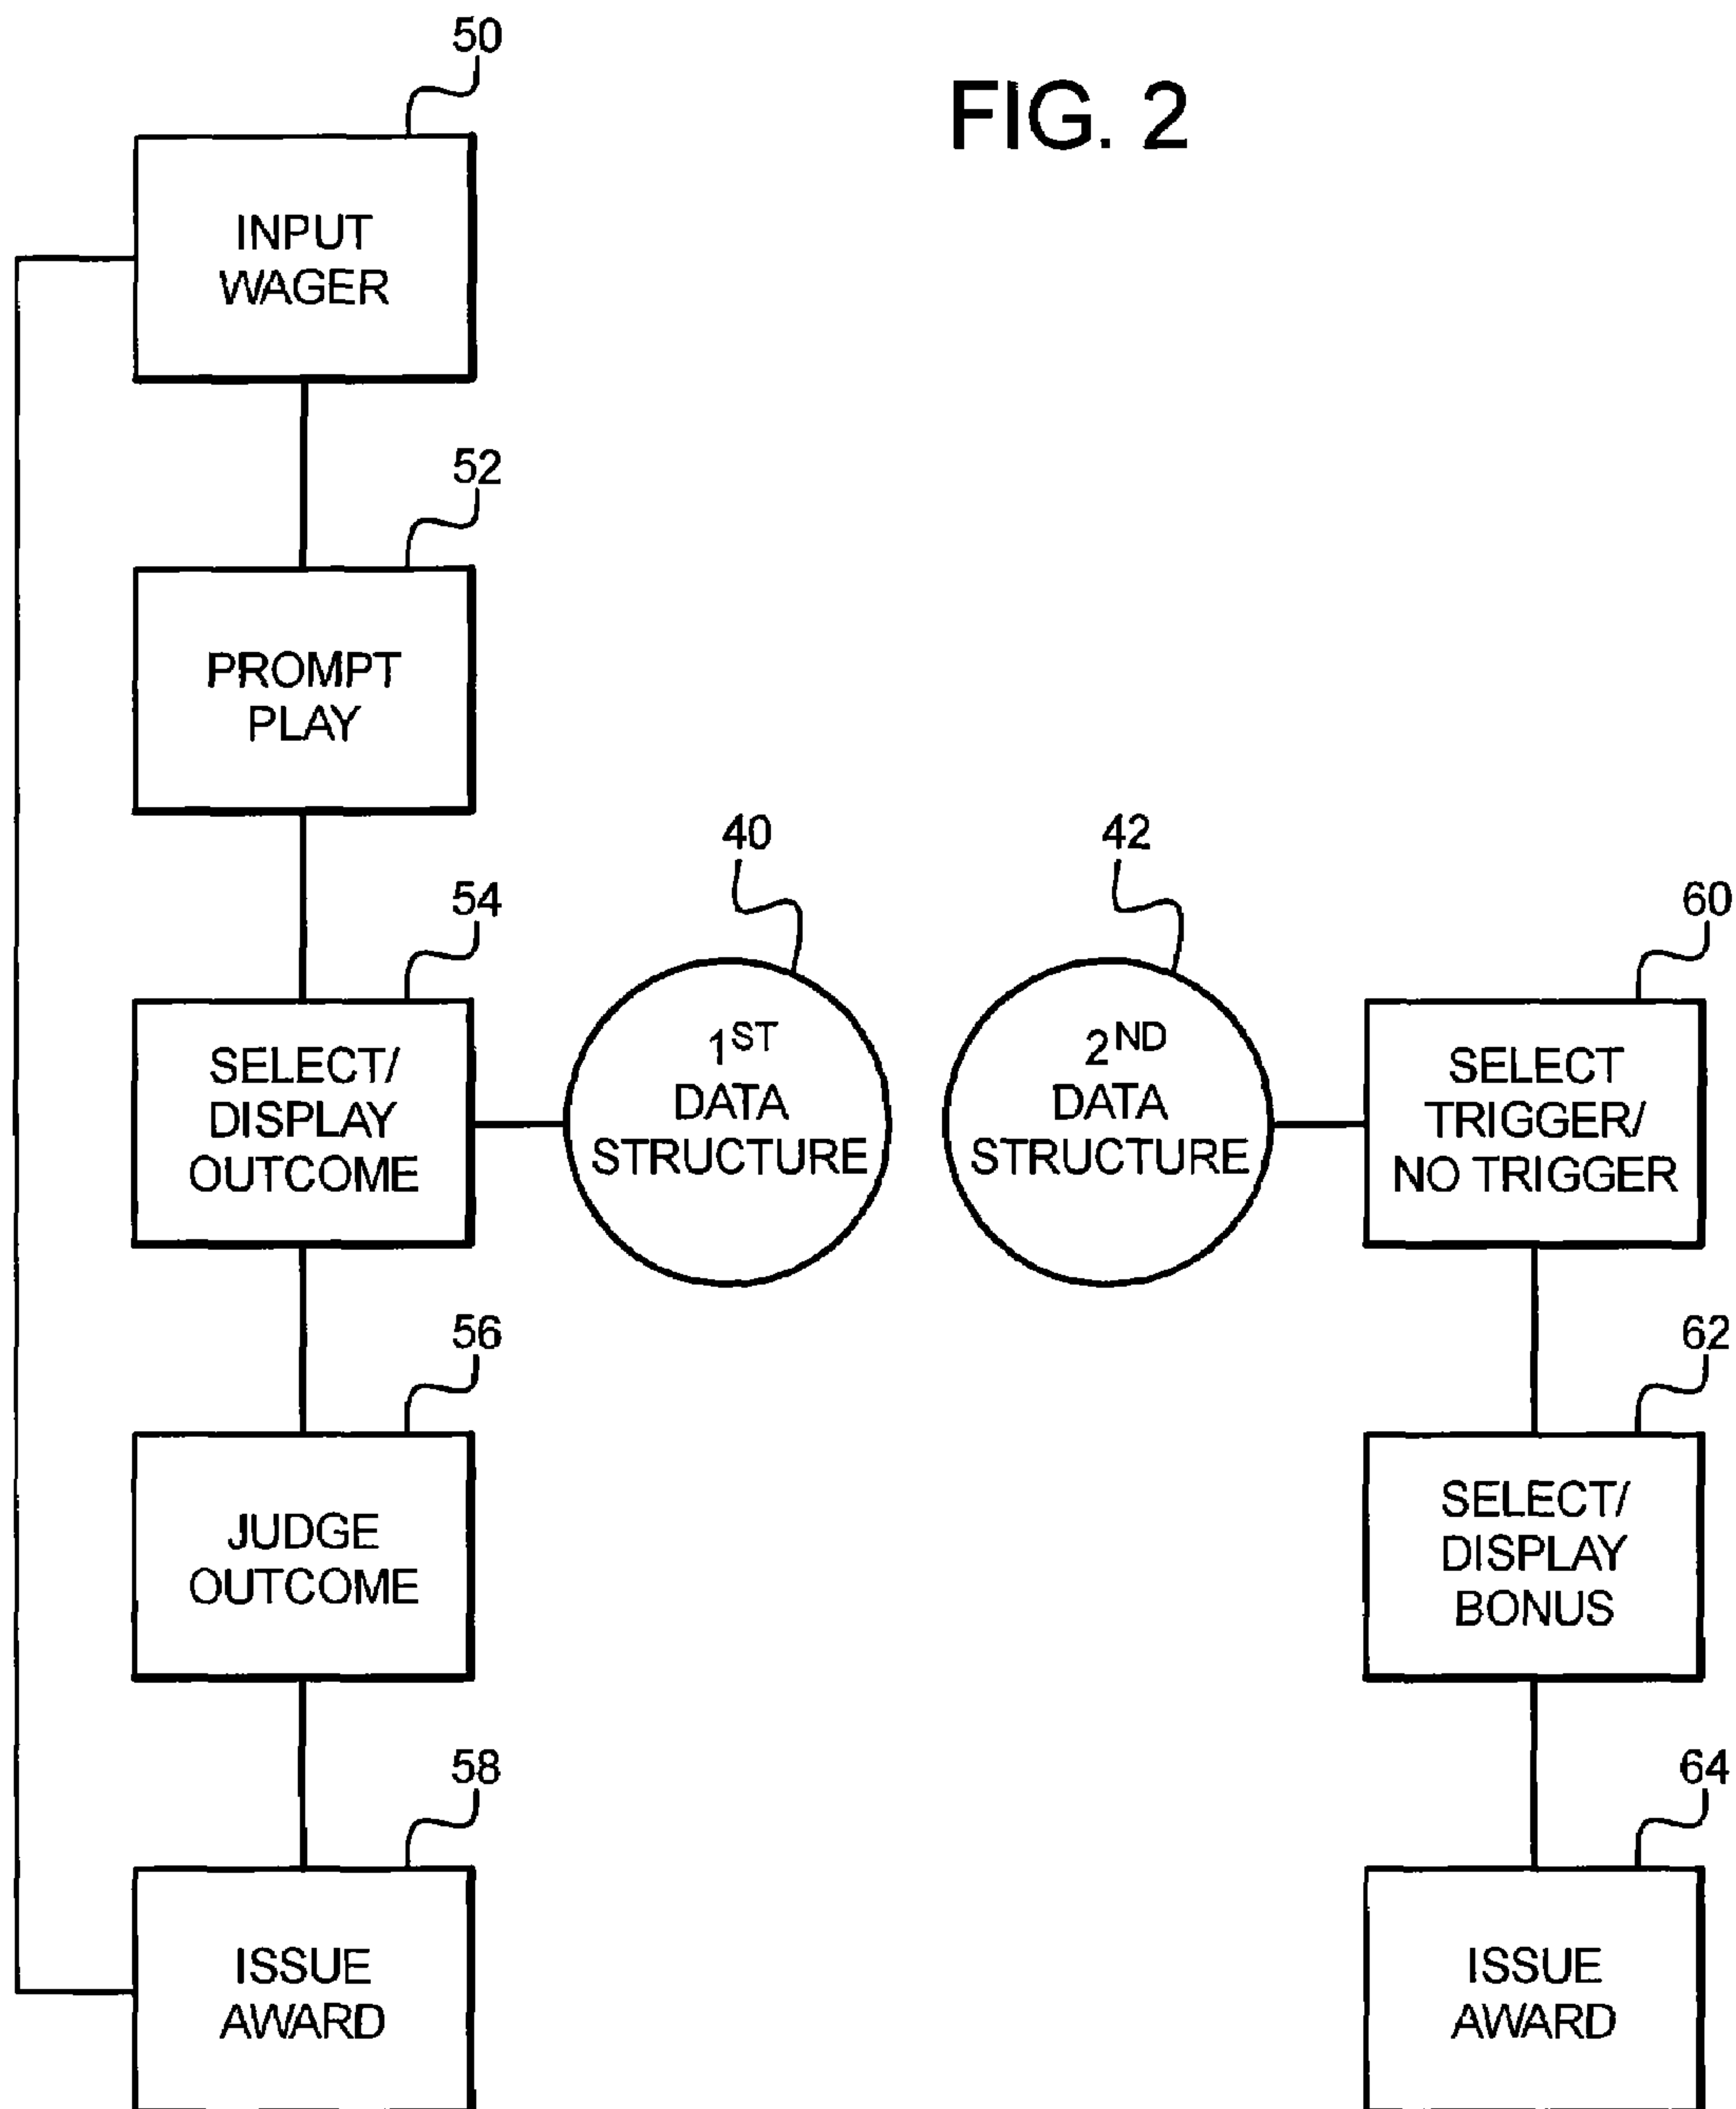 FIG. 2
50
INPUT
WAGER
52
PROMPT
PLAY
54
SELECT/
DISPLAY
OUTCOME
40
1ST
DATA
STRUCTURE
42
2ND
DATA
STRUCTURE
60
SELECT
TRIGGER/
NO TRIGGER
56
JUDGE
OUTCOME
62
SELECT/
DISPLAY
BONUS
58
ISSUE
AWARD
64
ISSUE
AWARD